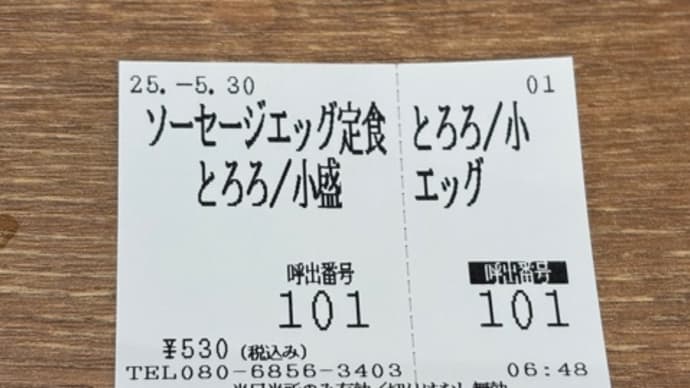 25.-5.30
ソーセージエッグ定食
とろろ/小盛
呼出番号
101
¥530(税込み)
TEL080-6856-3403
01
とろろ/小
エッグ
呼出番号
101
06:48